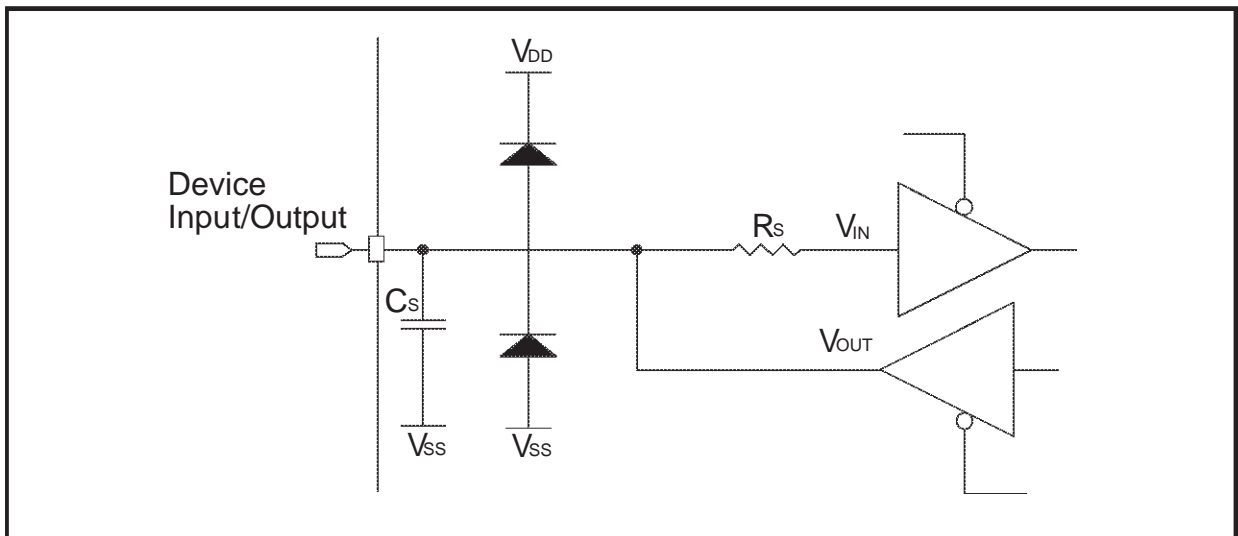 VDD
Device
Input/Output
RS
VIN
CS
VOUT
VSS
VSS